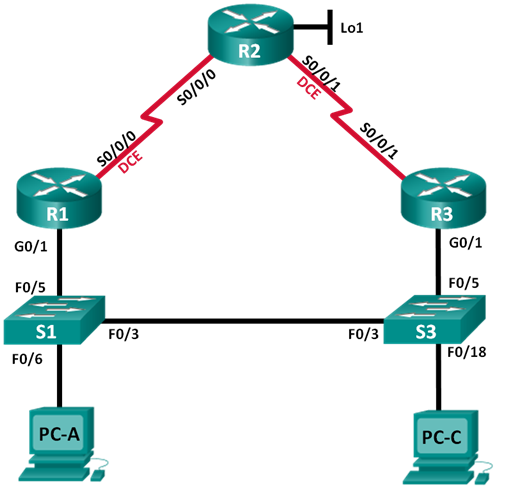 R2
Lo1
S0/0/0
S0/0/1
DCE
S0/0/0
DCE
S0/0/1
R1
R3
G0/1
G0/1
F0/5
F0/5
S1
F0/3
F0/3
S3
F0/6
F0/18
PC-A
PC-C